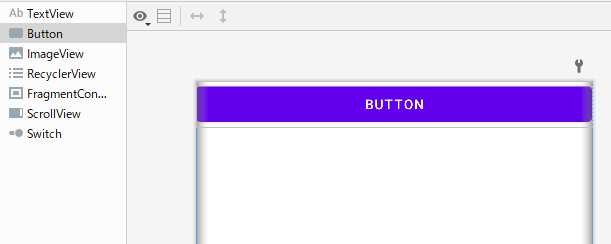 Ab TextView
Button
ImageView
RecyclerView
FragmentCon...
ScrollView
Switch
BUTTON